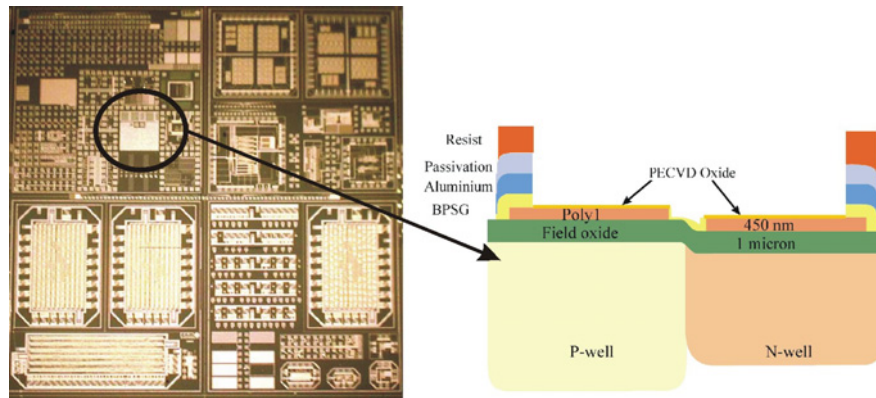 Resist
Passivation
PECVD Oxide
Aluminium
BPSG
Poly1
450 nm
Field oxide
1 micron
P-well
N-well